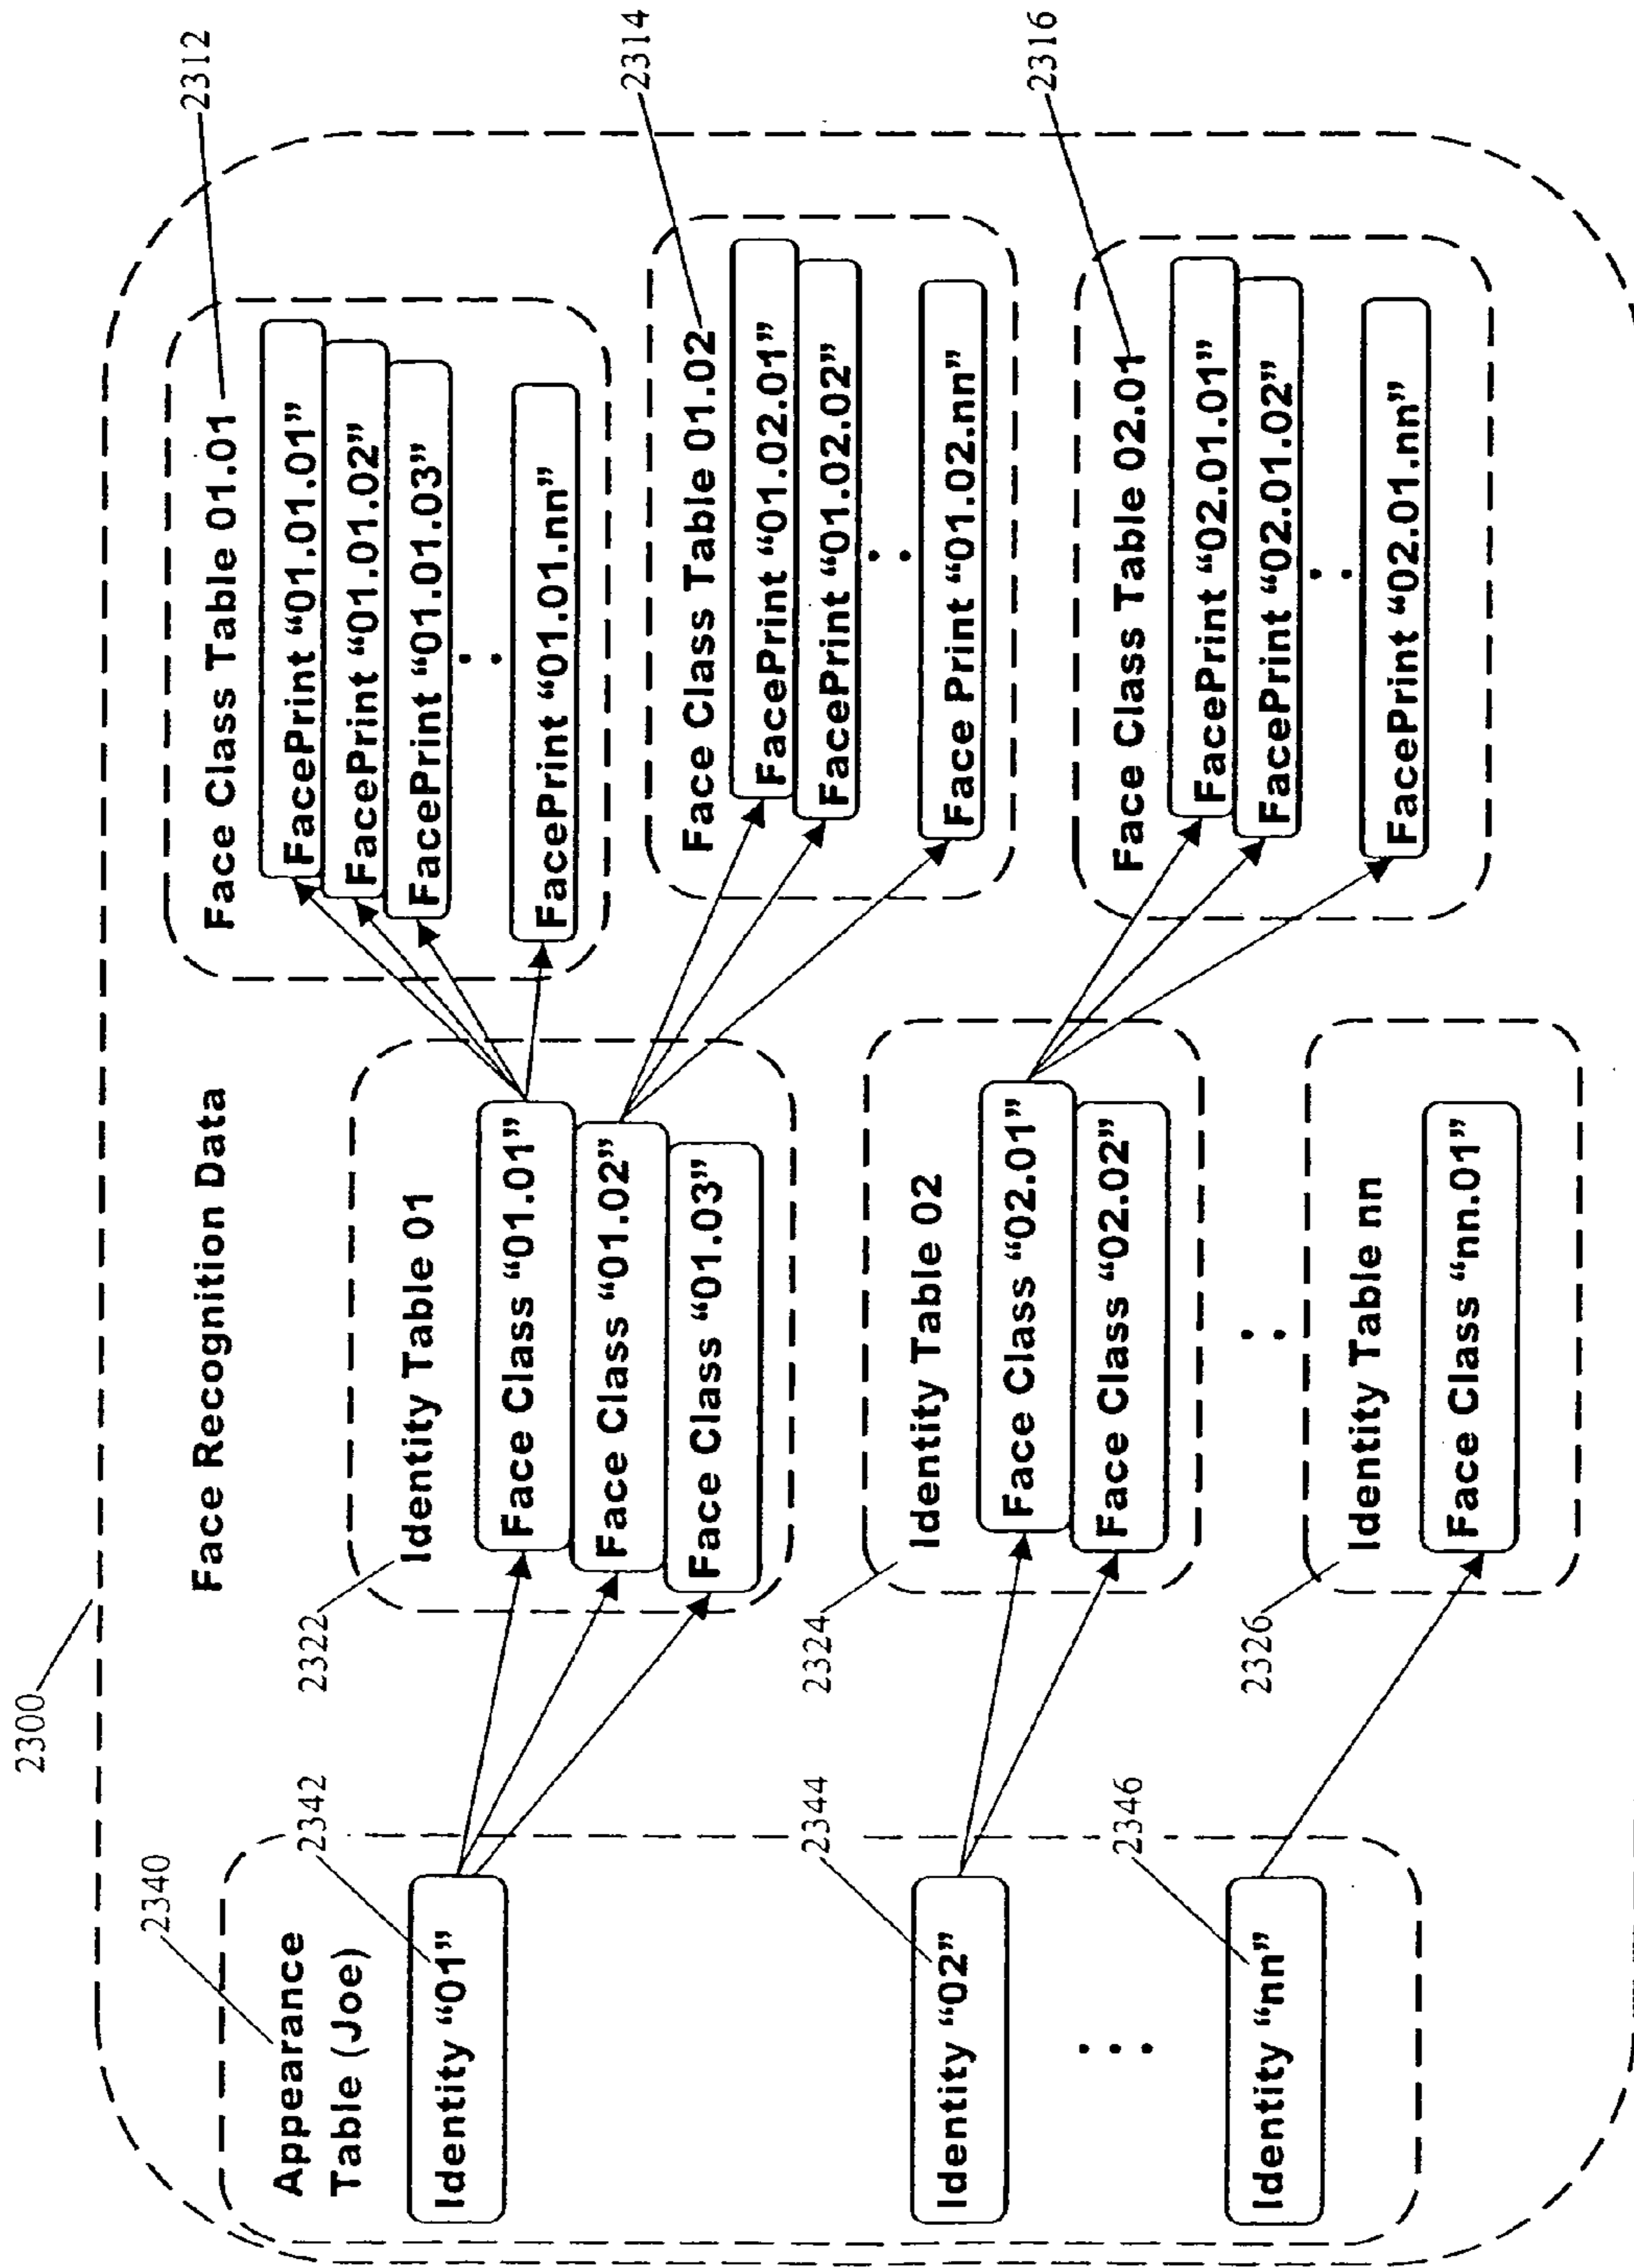 2300
Face Recognition Data
2340
Appearance
Table (Joe)
2342
Identity “01”
2344
Identity “02”
2346
Identity “nn”
2322
Identity Table 01
Face Class “01.01”
Face Class “01.02”
Face Class “01.03”
2324
Identity Table 02
Face Class “02.01”
Face Class “02.02”
2326
Identity Table nn
Face Class “nn.01”
2312
Face Class Table 01.01
FacePrint “01.01.01”
FacePrint “01.01.02”
FacePrint “01.01.03”
FacePrint “01.01.nn”
2314
Face Class Table 01.02
FacePrint “01.02.01”
FacePrint “01.02.02”
Face Print “01.02.nn”
2316
Face Class Table 02.01
FacePrint “02.01.01”
FacePrint “02.01.02”
FacePrint “02.01.nn”